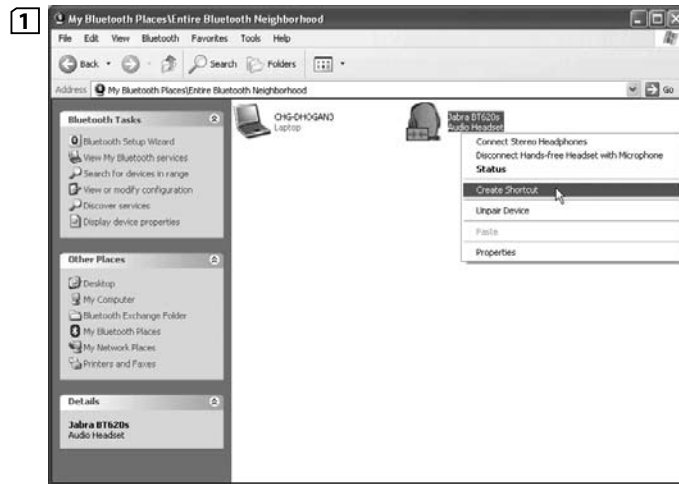 1
My Bluetooth Places\Entire Bluetooth Neighborhood
File Edit View Bluetooth Favorites Tools Help
Back Search Folders
Address My Bluetooth Places\Entire Bluetooth Neighborhood Go
Bluetooth Tasks
Bluetooth Setup Wizard
View My Bluetooth services
Search for devices in range
View or modify configuration
Discover services
Display device properties
Other Places
Desktop
My Computer
Bluetooth Exchange Folder
My Bluetooth Places
My Network Places
Printers and Faxes
Details
Jabra BT620s
Audio Headset
CHG-DHOGAN3
Laptop
Jabra BT620s
Audio Headset
Connect Stereo Headphones
Disconnect Hands-free Headset with Microphone
Status
Create Shortcut
Unpair Device
Paste
Properties